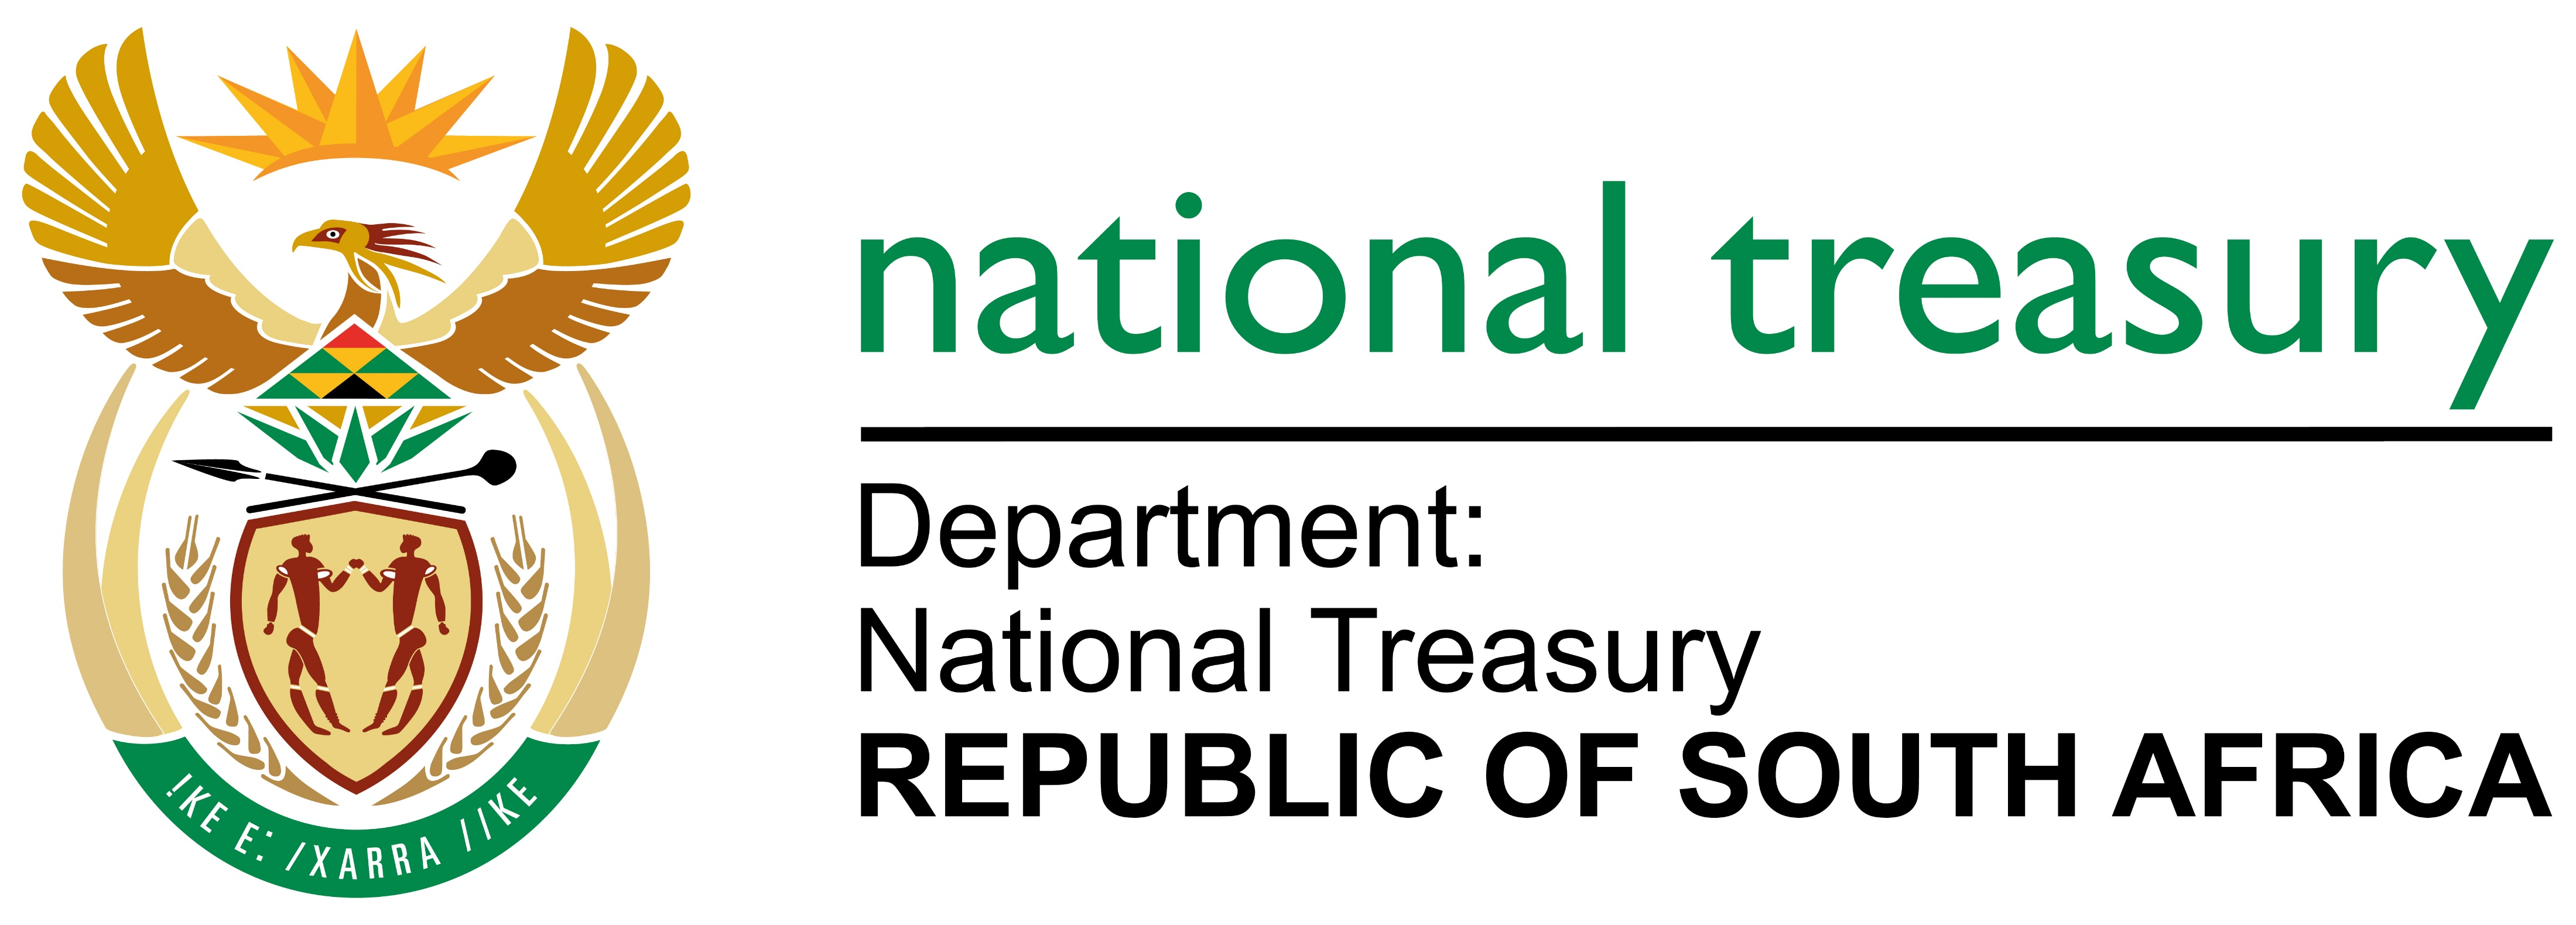 national treasury
Department:
National Treasury
REPUBLIC OF SOUTH AFRICA
!KE E: /XARRA //KE